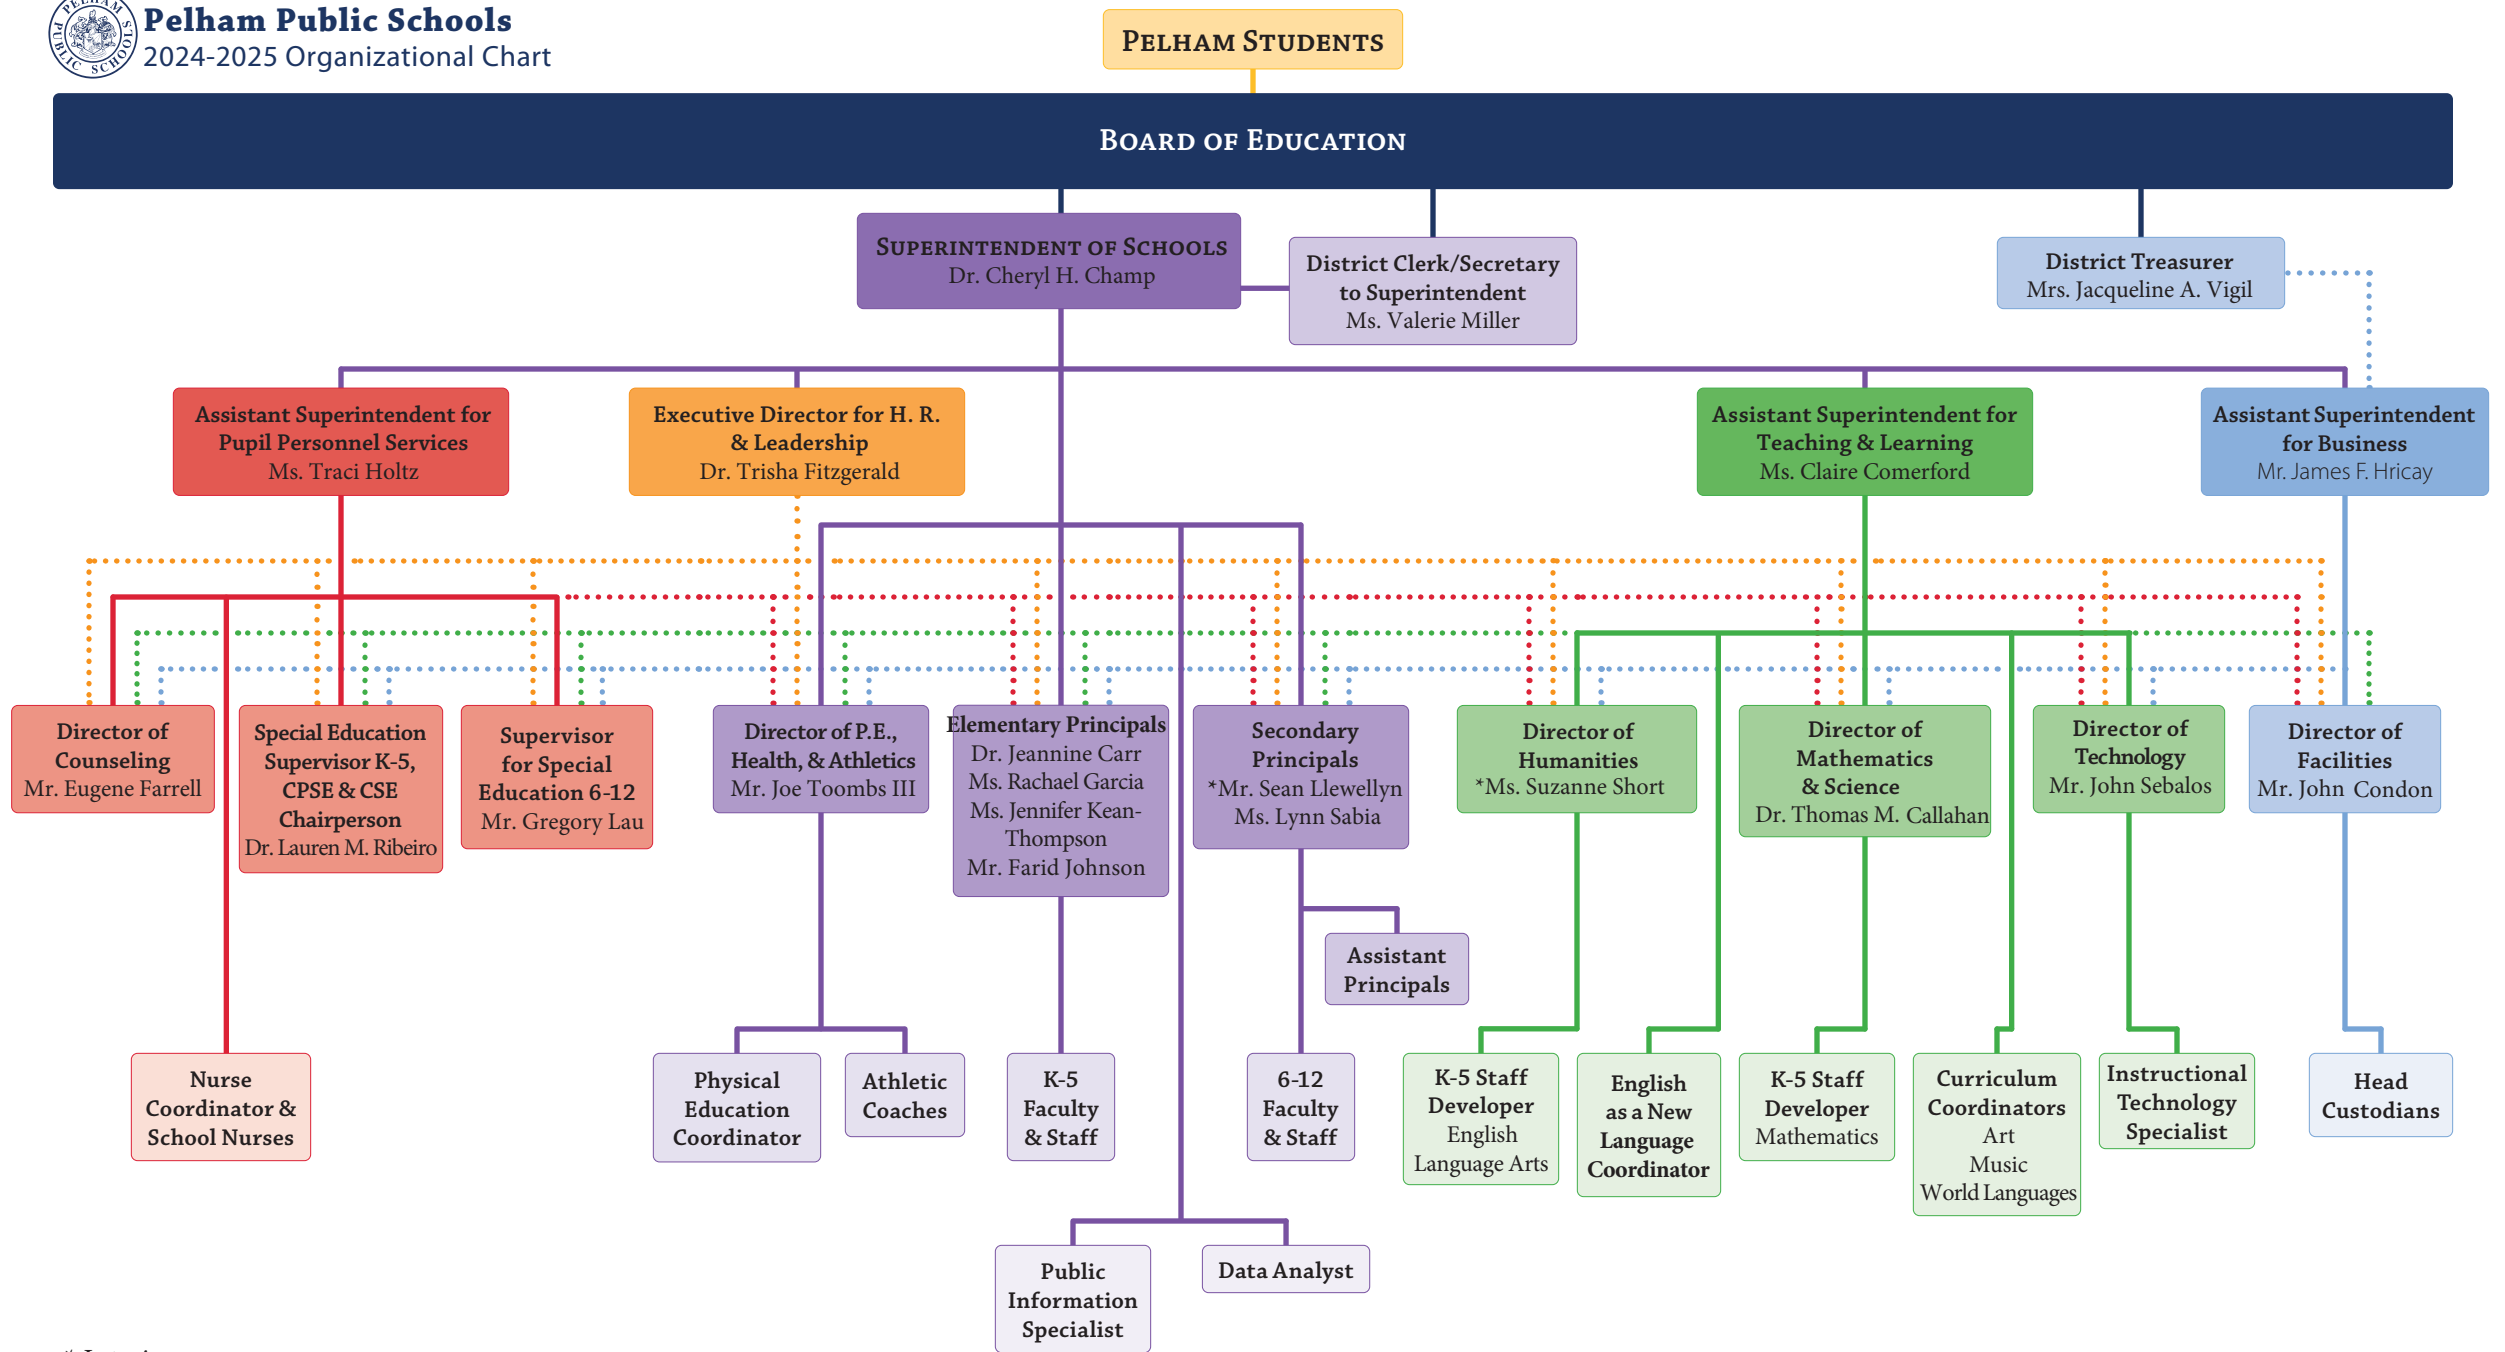 PELHAM
PUBLIC SCHOOLS
Pelham Public Schools
2024-2025 Organizational Chart
Pelham Students
Board of Education
Superintendent of Schools
Dr. Cheryl H. Champ
District Clerk/Secretary
to Superintendent
Ms. Valerie Miller
District Treasurer
Mrs. Jacqueline A. Vigil
Assistant Superintendent for
Pupil Personnel Services
Ms. Traci Holtz
Executive Director for H. R.
& Leadership
Dr. Trisha Fitzgerald
Assistant Superintendent for
Teaching & Learning
Ms. Claire Comerford
Assistant Superintendent
for Business
Mr. James F. Hricay
Director of
Counseling
Mr. Eugene Farrell
Special Education
Supervisor K-5,
CPSE & CSE
Chairperson
Dr. Lauren M. Ribeiro
Supervisor
for Special
Education 6-12
Mr. Gregory Lau
Director of P.E.,
Health, & Athletics
Mr. Joe Toombs III
Elementary Principals
Dr. Jeannine Carr
Ms. Rachael Garcia
Ms. Jennifer Kean-
Thompson
Mr. Farid Johnson
Secondary
Principals
*Mr. Sean Llewellyn
Ms. Lynn Sabia
Director of
Humanities
*Ms. Suzanne Short
Director of
Mathematics
& Science
Dr. Thomas M. Callahan
Director of
Technology
Mr. John Sebalos
Director of
Facilities
Mr. John Condon
Assistant
Principals
Nurse
Coordinator &
School Nurses
Physical
Education
Coordinator
Athletic
Coaches
K-5
Faculty
& Staff
6-12
Faculty
& Staff
K-5 Staff
Developer
English
Language Arts
English
as a New
Language
Coordinator
K-5 Staff
Developer
Mathematics
Curriculum
Coordinators
Art
Music
World Languages
Instructional
Technology
Specialist
Head
Custodians
Public
Information
Specialist
Data Analyst